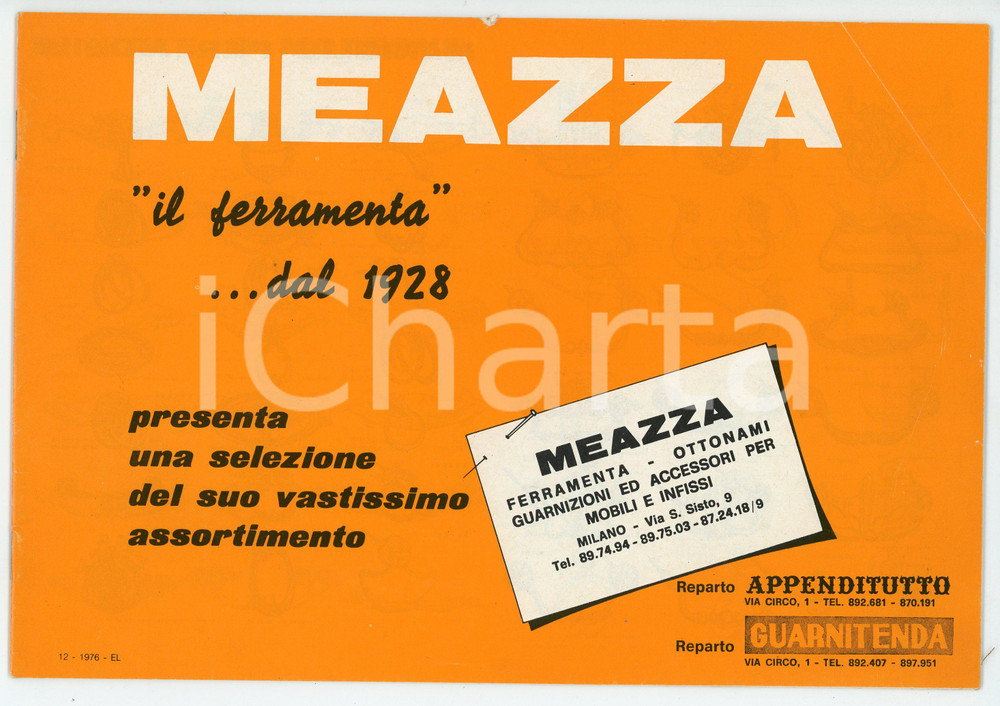 MEAZZA
"il ferramenta"
...dal 1928
iCharta
presenta
una selezione
del suo vastissimo
assortimento
MEAZZA
FERRAMENTA - OTTONAMI
GUARNIZIONI ED ACCESSORI PER
MOBILI E INFISSI
MILANO - Via S. Sisto, 9
Tel. 89.74.94 - 89.75.03 - 87.24.18/9
Reparto APPENDITUTTO
VIA CIRCO, 1 - TEL. 892.681 - 870.191
Reparto GUARNITENDA
VIA CIRCO, 1 - TEL. 892.407 - 897.951
12 - 1976 - EL